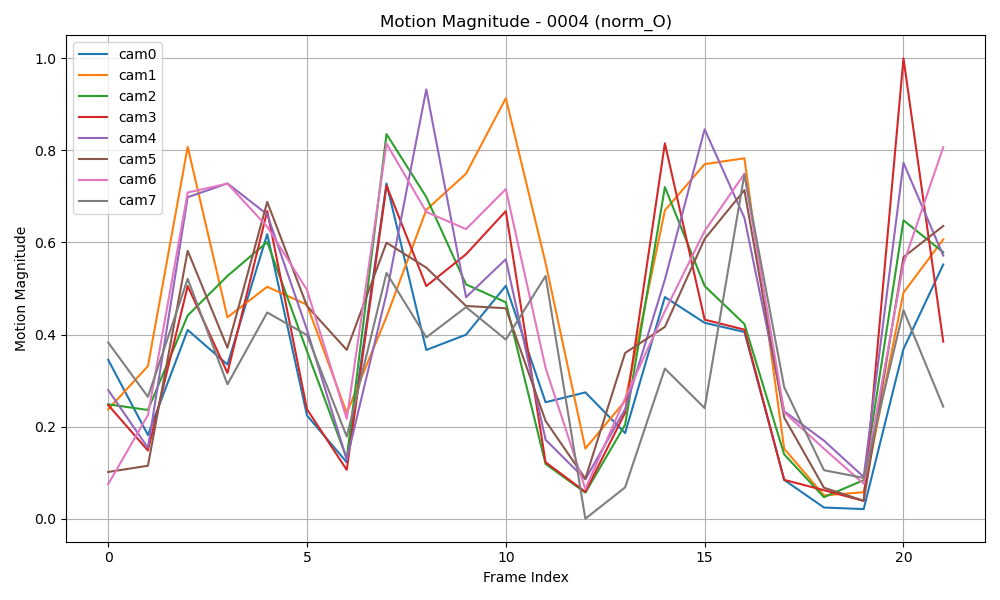 Motion Magnitude - 0004 (norm_O)
cam0
cam1
cam2
cam3
cam4
cam5
cam6
cam7
Motion Magnitude
1.0
0.8
0.6
0.4
0.2
0.0
0 5 10 15 20
Frame Index